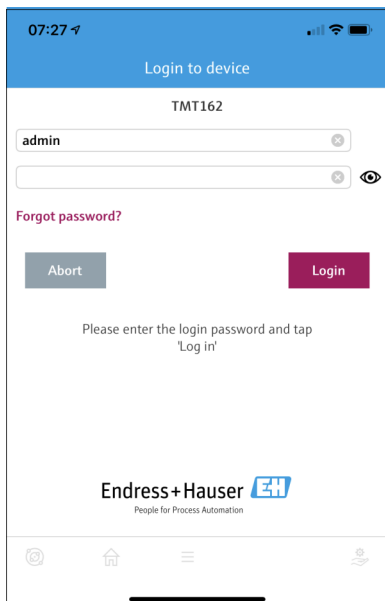 07:27
Login to device
TMT162
admin
Forgot password?
Abort
Login
Please enter the login password and tap
'Log in'
Endress+Hauser EH
People for Process Automation